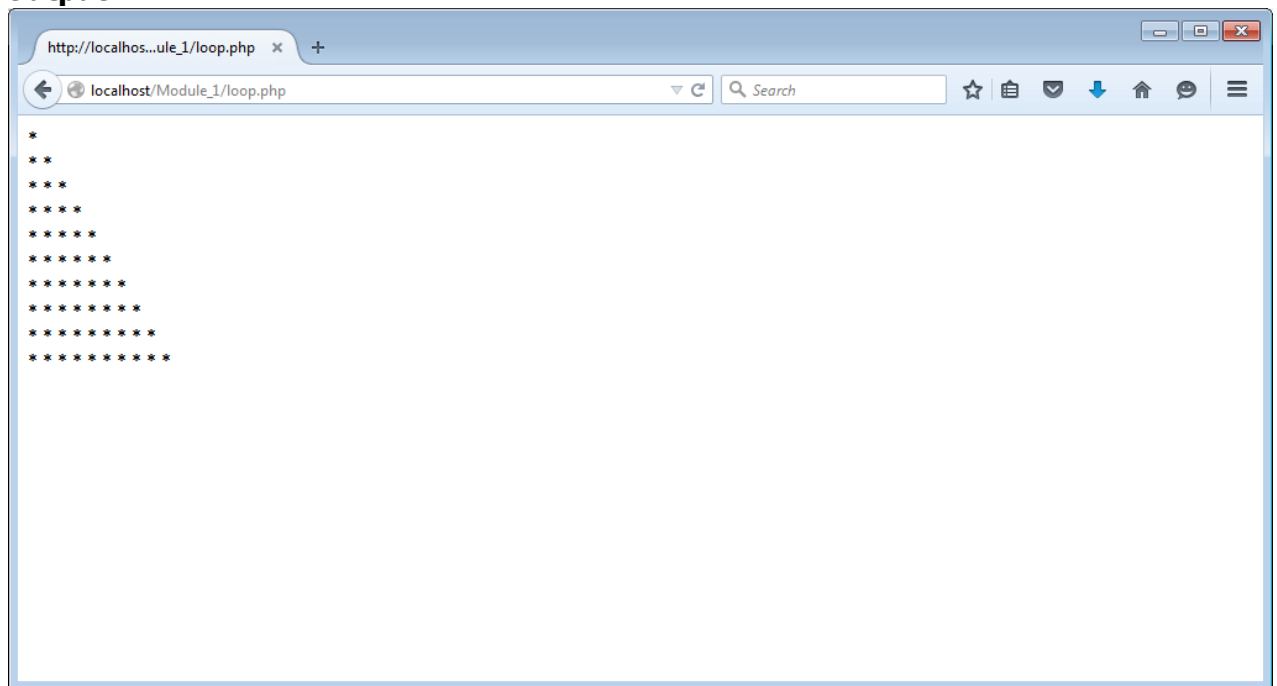 http://localhos...ule_1/loop.php × +
localhost/Module_1/loop.php Search
*
* *
* * *
* * * *
* * * * *
* * * * * *
* * * * * * *
* * * * * * * *
* * * * * * * * *
* * * * * * * * * *